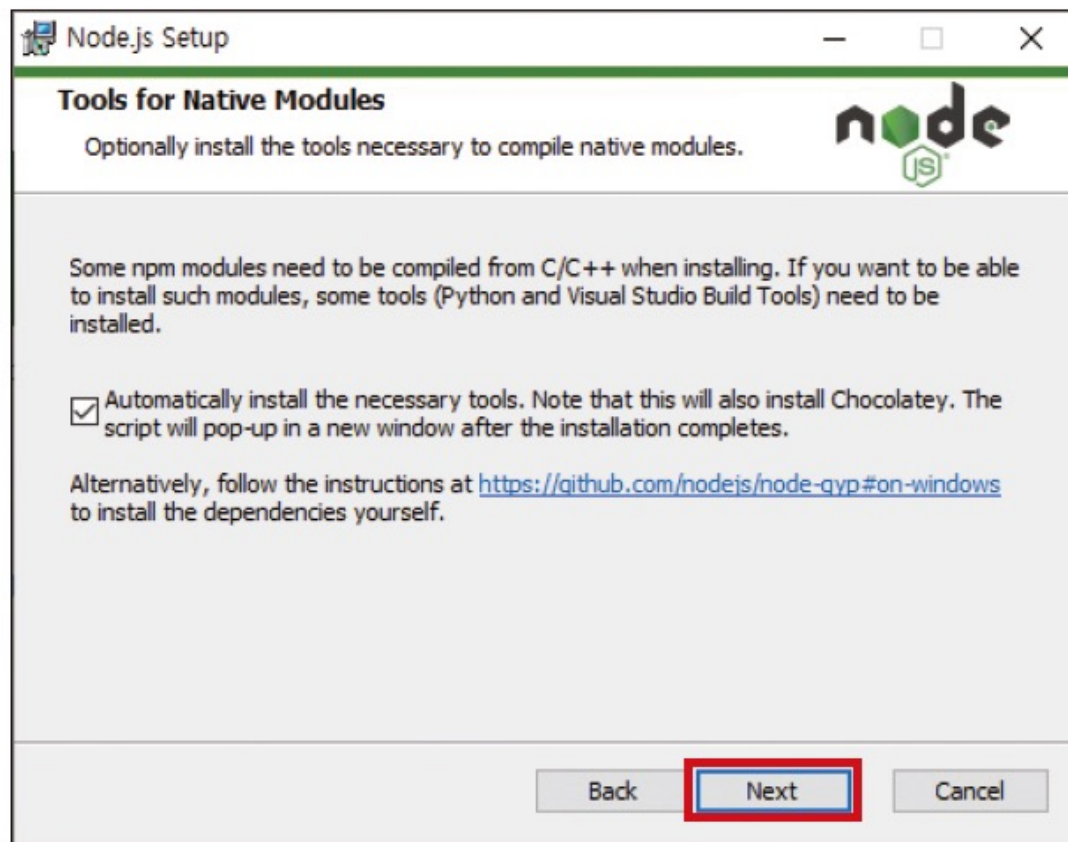 Node.js Setup
Tools for Native Modules
Optionally install the tools necessary to compile native modules.
node
JS
Some npm modules need to be compiled from C/C++ when installing. If you want to be able
to install such modules, some tools (Python and Visual Studio Build Tools) need to be
installed.
Automatically install the necessary tools. Note that this will also install Chocolatey. The
script will pop-up in a new window after the installation completes.
Alternatively, follow the instructions at https://github.com/nodejs/node-gyp#on-windows
to install the dependencies yourself.
Back
Next
Cancel